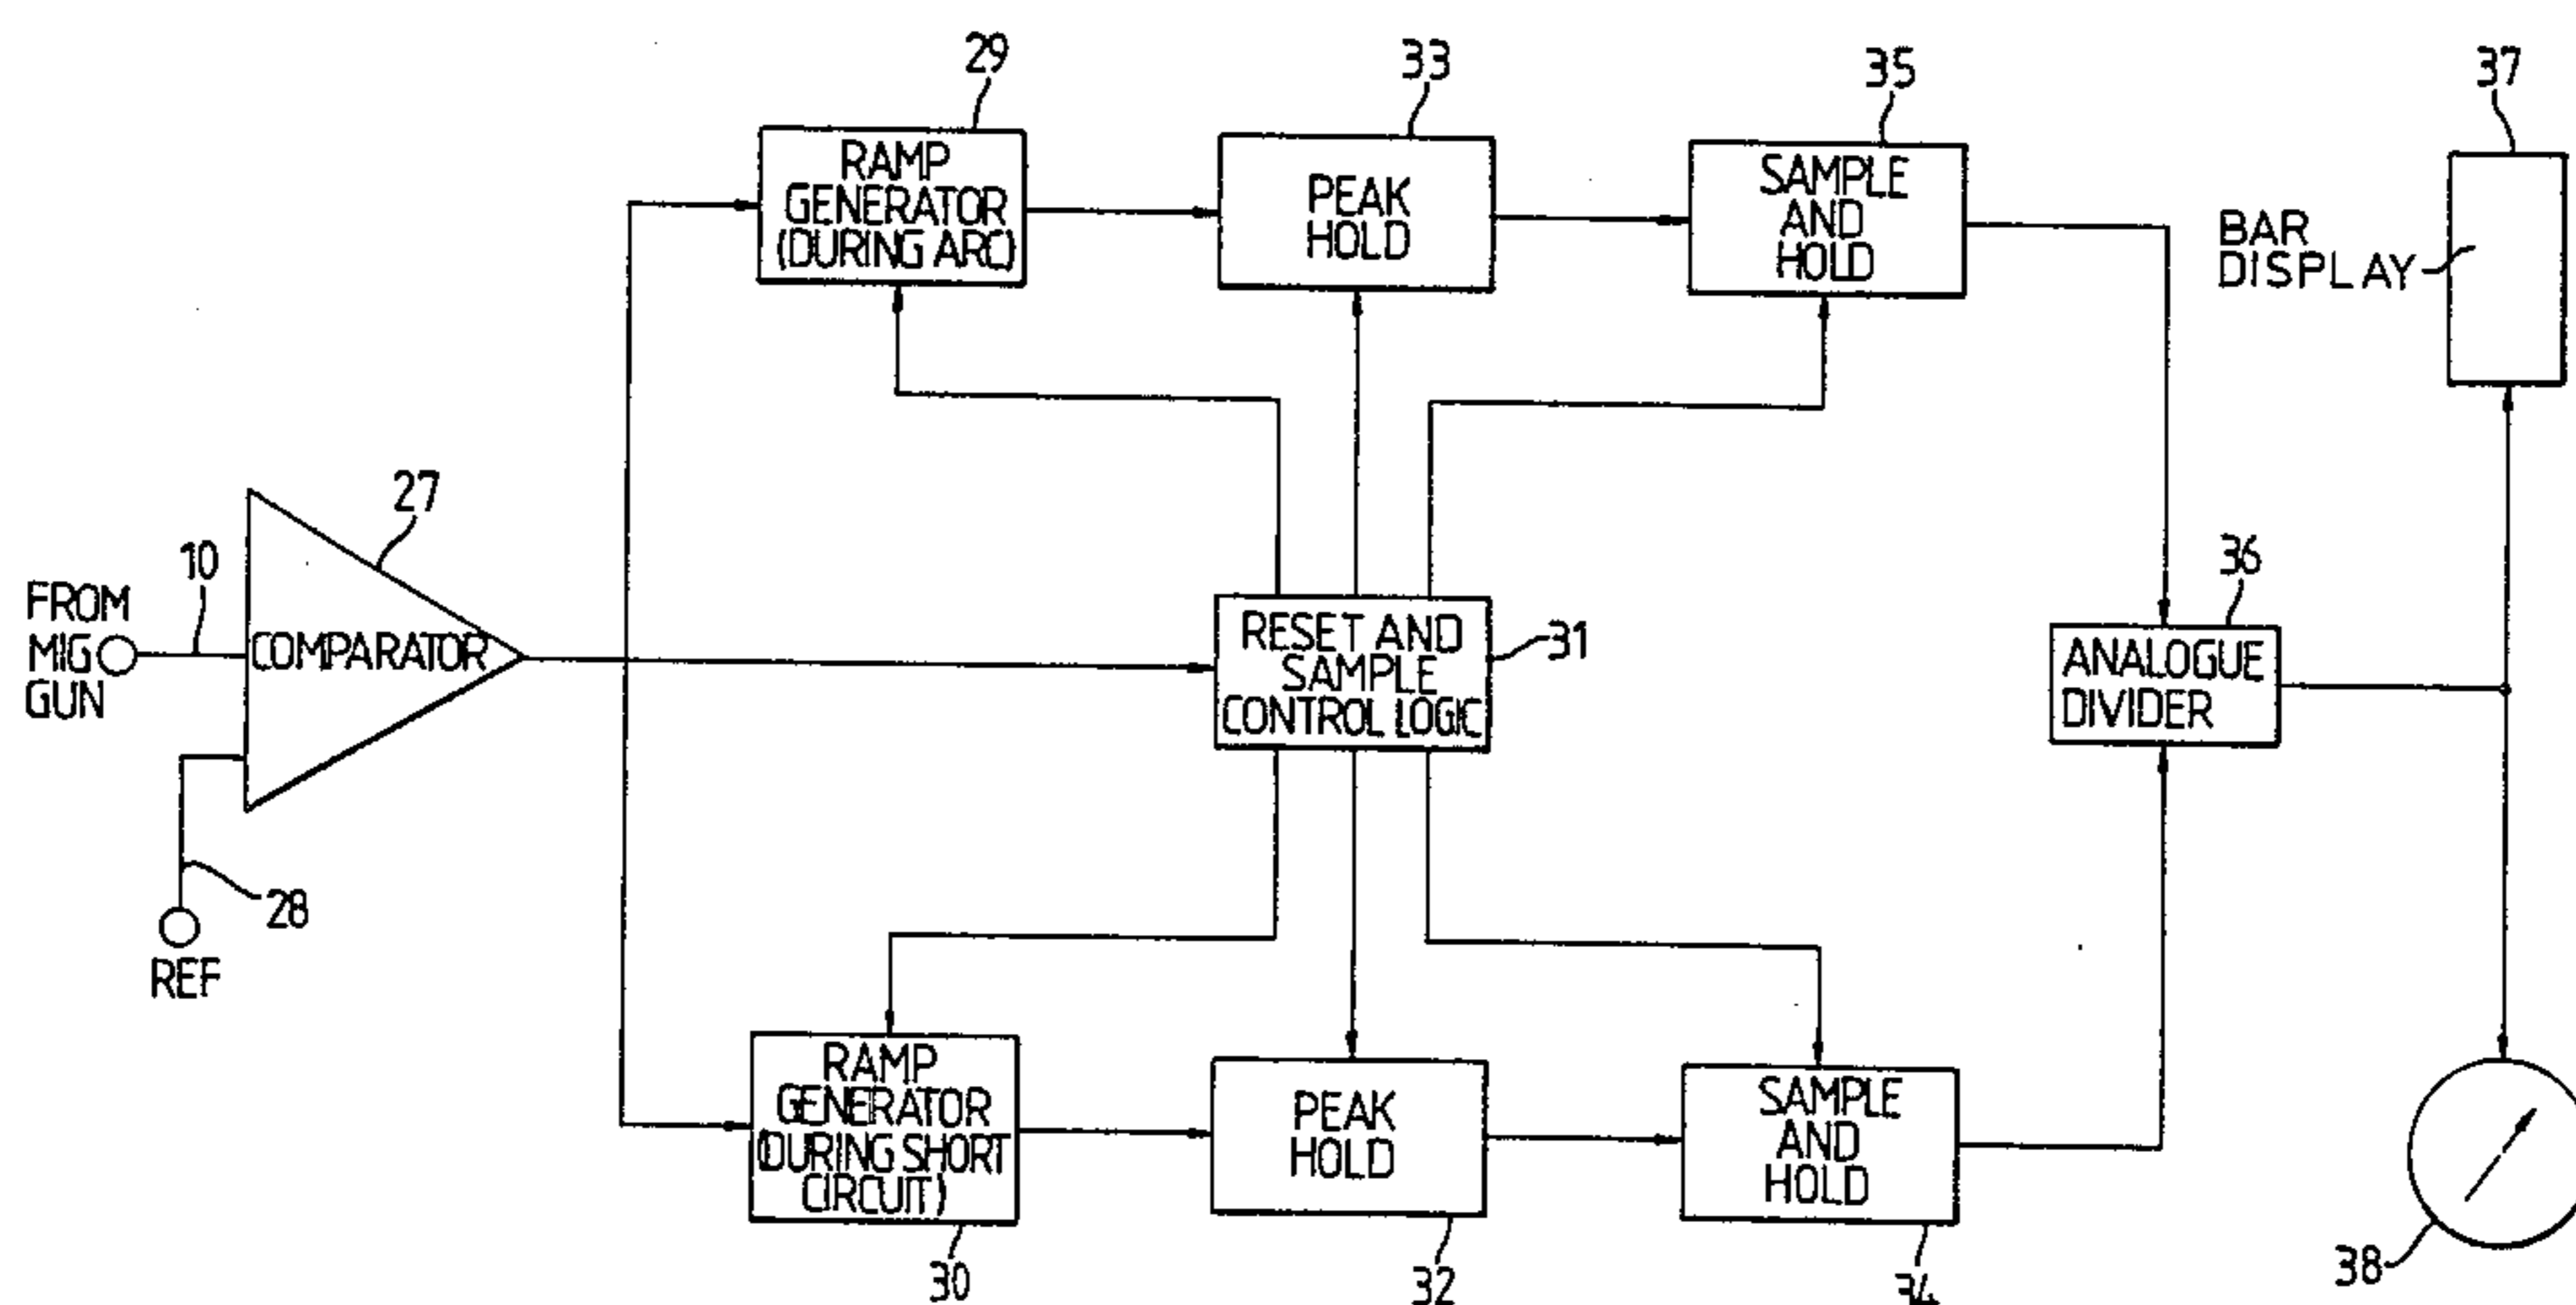 29
33
35
37
RAMP
GENERATOR
(DURING ARC)
PEAK
HOLD
SAMPLE
AND
HOLD
BAR
DISPLAY
27
10
FROM
MIG
GUN
COMPARATOR
28
REF
RESET AND
SAMPLE
CONTROL LOGIC
31
36
ANALOGUE
DIVIDER
RAMP
GENERATOR
(DURING SHORT
CIRCUIT)
PEAK
HOLD
SAMPLE
AND
HOLD
30
32
34
38